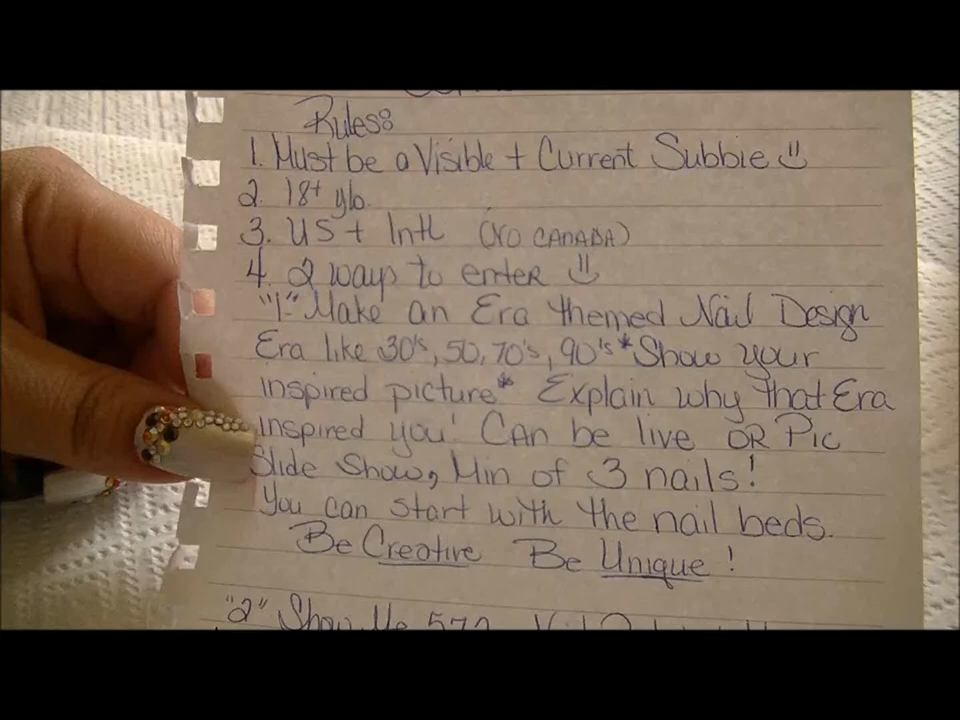 Rules:
1. Must be a Visible + Current Subbie
2. 18+ y/o.
3. US + Intl (NO CANADA)
4. 2 ways to enter
"1." Make an Era themed Nail Design
Era like 30's, 50, 70's, 90's *Show your
inspired picture* Explain why that Era
inspired you! CAN be live OR Pic
Slide Show, Min of 3 nails!
You can start with the nail beds.
Be Creative Be Unique!
"2" Show Me